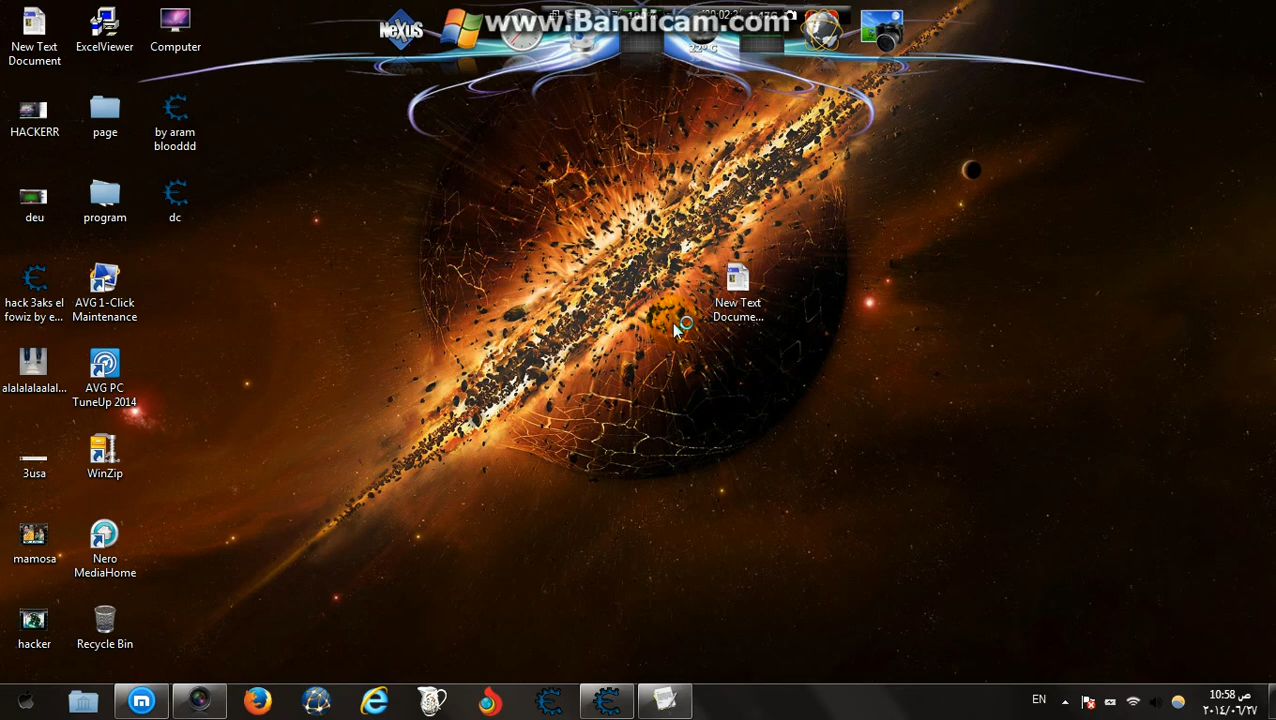 www.Bandicam.com
NeXuS
22°C
New Text
Document
ExcelViewer
Computer
HACKERR
page
by aram
blooddd
deu
program
dc
hack 3aks el
fowiz by e...
AVG 1-Click
Maintenance
New Text
Docume...
alalalalaalal...
AVG PC
TuneUp 2014
3usa
WinZip
mamosa
Nero
MediaHome
hacker
Recycle Bin
EN
10:58 ص
٢٠١٤/٠٦/٢٧